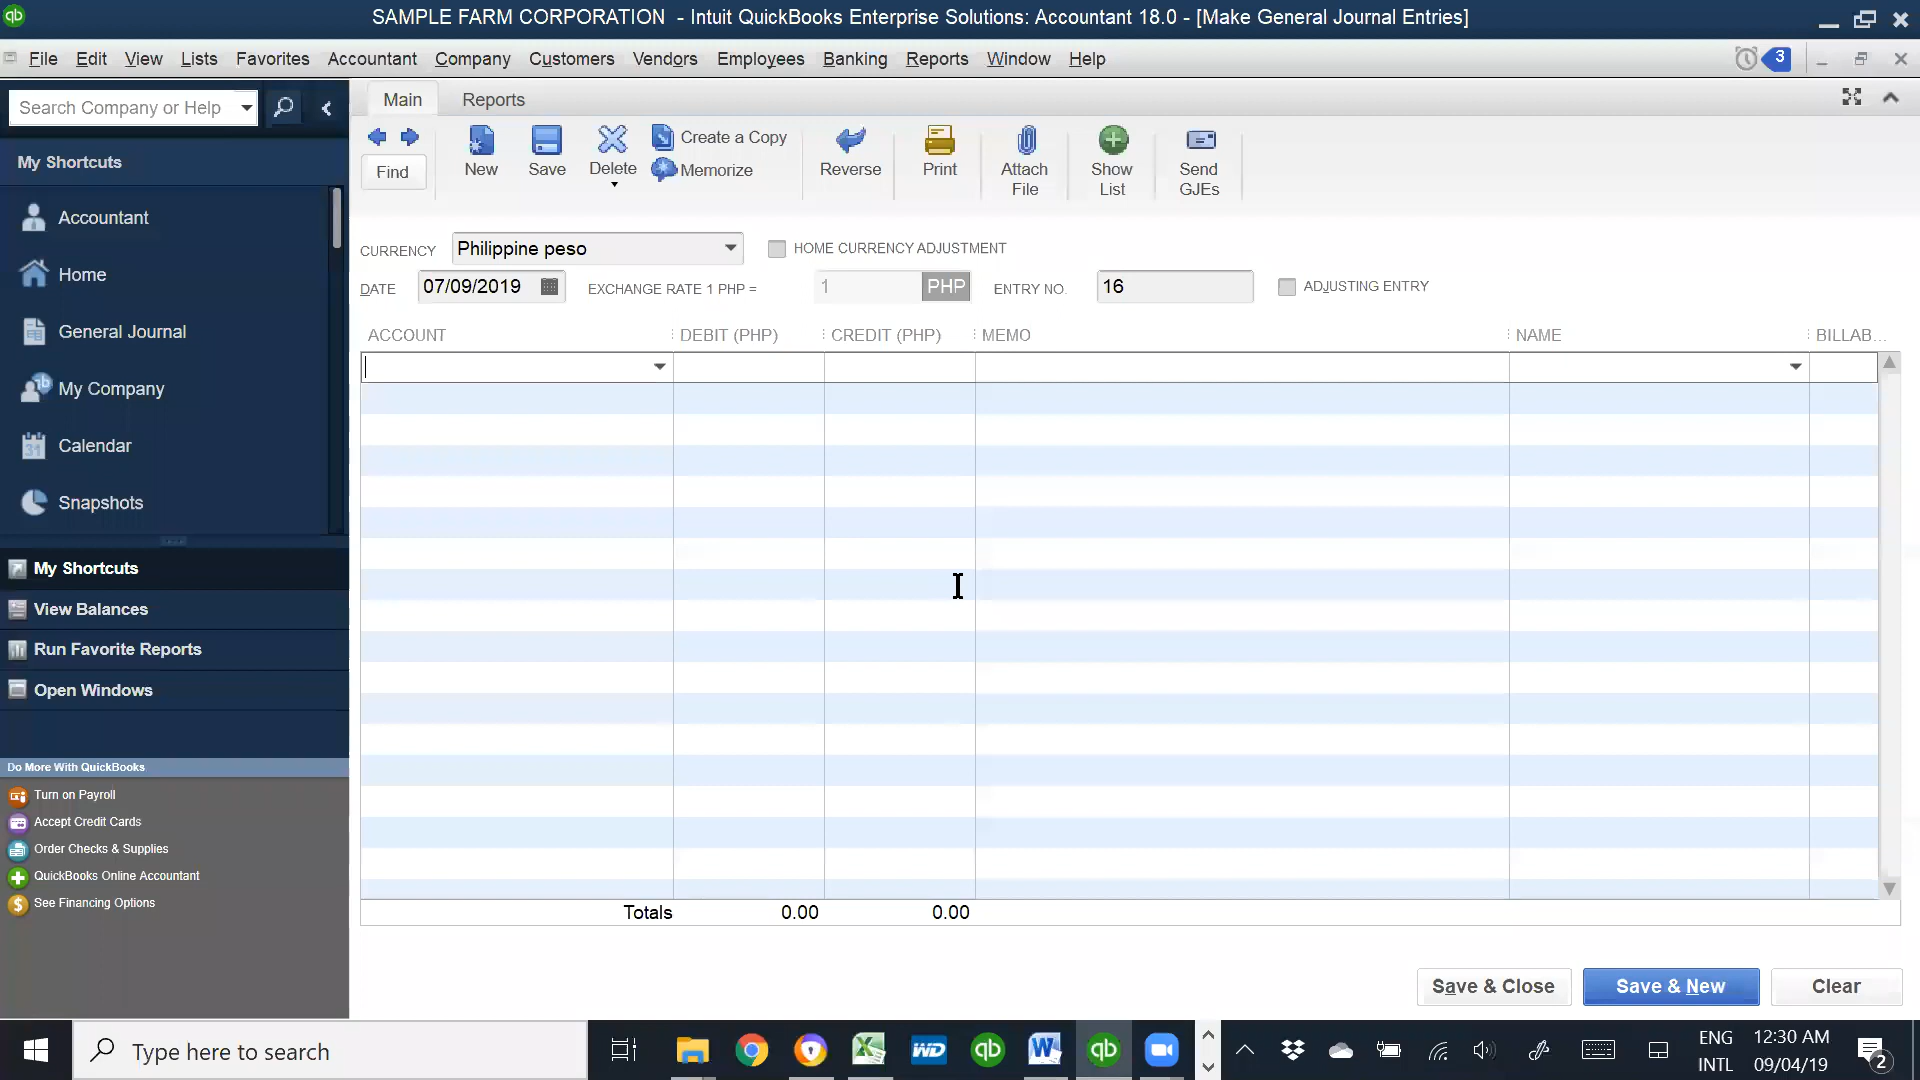 SAMPLE FARM CORPORATION - Intuit QuickBooks Enterprise Solutions: Accountant 18.0 - [Make General Journal Entries]
File Edit View Lists Favorites Accountant Company Customers Vendors Employees Banking Reports Window Help 3
Search Company or Help
Main Reports
My Shortcuts
Accountant
Home
General Journal
My Company
31 Calendar
Snapshots
My Shortcuts
View Balances
Run Favorite Reports
Open Windows
Do More With QuickBooks
Turn on Payroll
Accept Credit Cards
Order Checks & Supplies
QuickBooks Online Accountant
See Financing Options
Find
New
Save
Delete
Create a Copy
Memorize
Reverse
Print
Attach
File
Show
List
Send
GJEs
CURRENCY Philippine peso HOME CURRENCY ADJUSTMENT
DATE 07/09/2019 EXCHANGE RATE 1 PHP = 1 PHP ENTRY NO. 16 ADJUSTING ENTRY
ACCOUNT DEBIT (PHP) CREDIT (PHP) MEMO NAME BILLAB...
Totals 0.00 0.00
Save & Close Save & New Clear
Type here to search
WD
qb
W
qb
ENG
INTL
12:30 AM
09/04/19
2